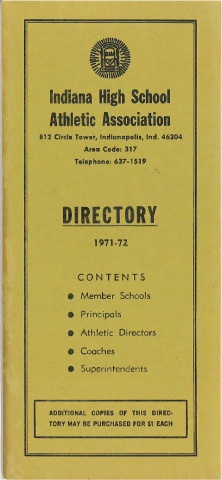 Indiana High School
Athletic Association
812 Circle Tower, Indianapolis, Ind. 46204
Area Code: 317
Telephone: 637-1519
DIRECTORY
1971-72
CONTENTS
● Member Schools
● Principals
● Athletic Directors
● Coaches
● Superintendents
ADDITIONAL COPIES OF THIS DIREC-
TORY MAY BE PURCHASED FOR $1 EACH